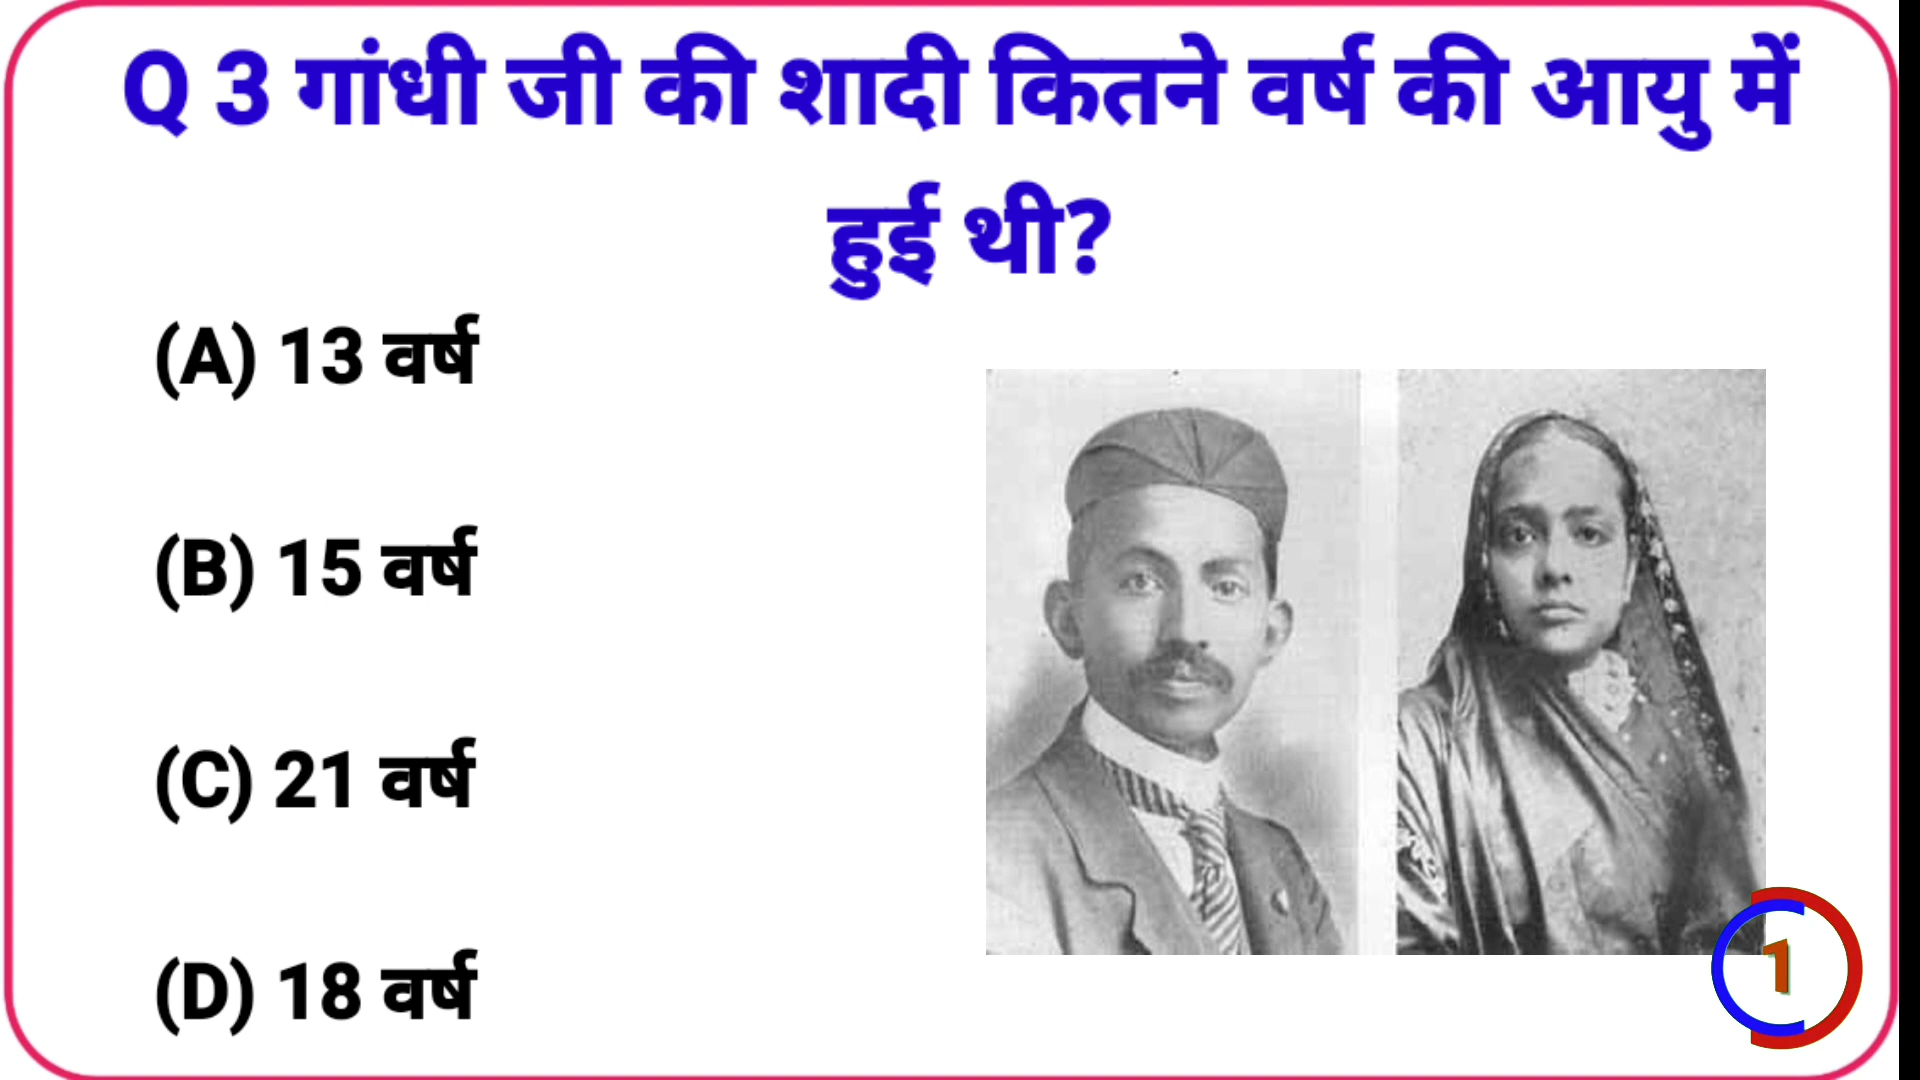 Q 3 गांधी जी की शादी कितने वर्ष की आयु में
हुई थी?
(A) 13 वर्ष
(B) 15 वर्ष
(C) 21 वर्ष
(D) 18 वर्ष
1